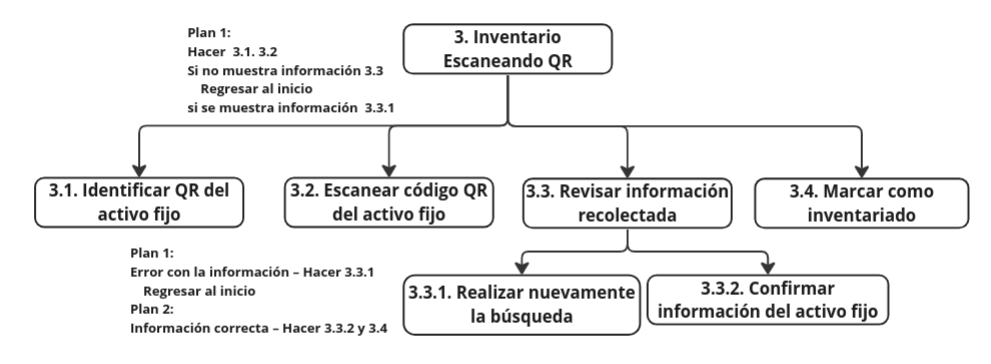 Plan 1:
Hacer 3.1. 3.2
Si no muestra información 3.3
Regresar al inicio
si se muestra información 3.3.1
3. Inventario
Escaneando QR
3.1. Identificar QR del
activo fijo
3.2. Escanear código QR
del activo fijo
3.3. Revisar información
recolectada
3.4. Marcar como
inventariado
Plan 1:
Error con la información – Hacer 3.3.1
Regresar al inicio
Plan 2:
Información correcta – Hacer 3.3.2 y 3.4
3.3.1. Realizar nuevamente
la búsqueda
3.3.2. Confirmar
información del activo fijo